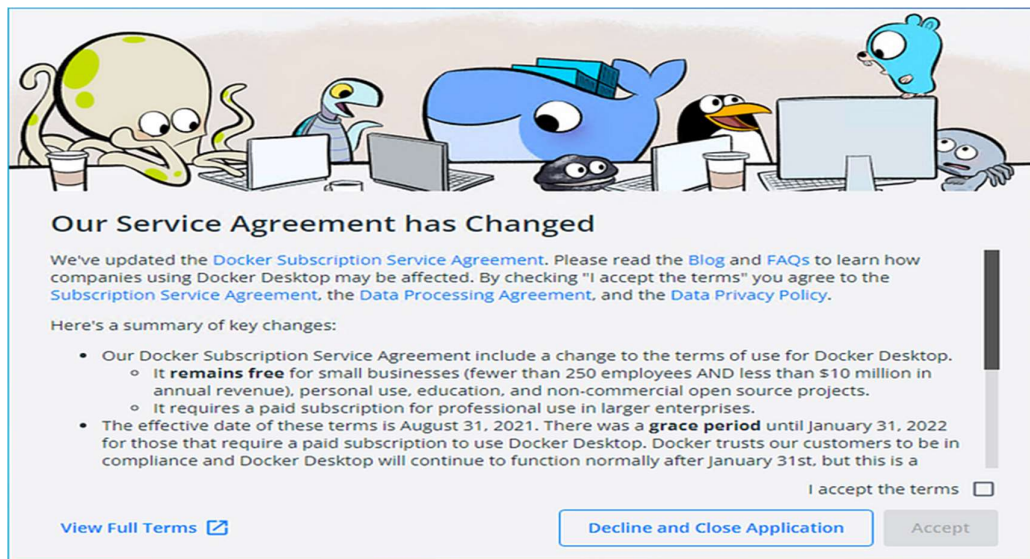 Our Service Agreement has Changed
We've updated the Docker Subscription Service Agreement. Please read the Blog and FAQs to learn how
companies using Docker Desktop may be affected. By checking "I accept the terms" you agree to the
Subscription Service Agreement, the Data Processing Agreement, and the Data Privacy Policy.
Here's a summary of key changes:
• Our Docker Subscription Service Agreement include a change to the terms of use for Docker Desktop.
◦ It remains free for small businesses (fewer than 250 employees AND less than $10 million in
annual revenue), personal use, education, and non-commercial open source projects.
◦ It requires a paid subscription for professional use in larger enterprises.
• The effective date of these terms is August 31, 2021. There was a grace period until January 31, 2022
for those that require a paid subscription to use Docker Desktop. Docker trusts our customers to be in
compliance and Docker Desktop will continue to function normally after January 31st, but this is a
I accept the terms
View Full Terms
Decline and Close Application
Accept